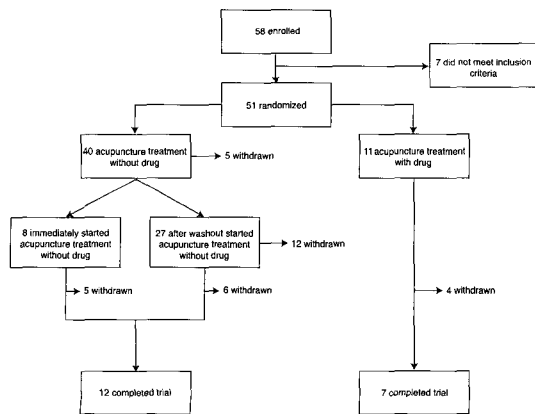 58 enrolled
7 did not meet inclusion
criteria
51 randomized
40 acupuncture treatment
without drug
5 withdrawn
11 acupuncture treatment
with drug
8 immediately started
acupuncture treatment
without drug
27 after washout started
acupuncture treatment
without drug
12 withdrawn
5 withdrawn
6 withdrawn
4 withdrawn
12 completed trial
7 completed trial